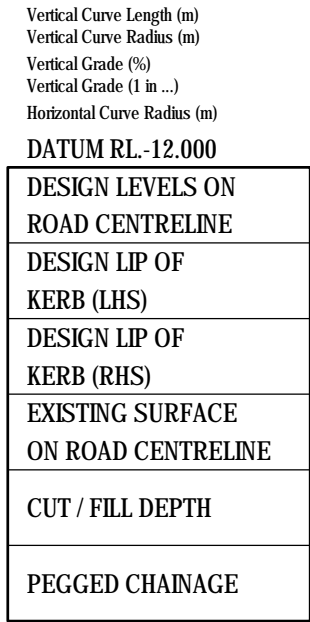 Vertical Curve Length (m)
Vertical Curve Radius (m)
Vertical Grade (%)
Vertical Grade (1 in ...)
Horizontal Curve Radius (m)
DATUM RL.-12.000
DESIGN LEVELS ON
ROAD CENTRELINE
DESIGN LIP OF
KERB (LHS)
DESIGN LIP OF
KERB (RHS)
EXISTING SURFACE
ON ROAD CENTRELINE
CUT / FILL DEPTH
PEGGED CHAINAGE